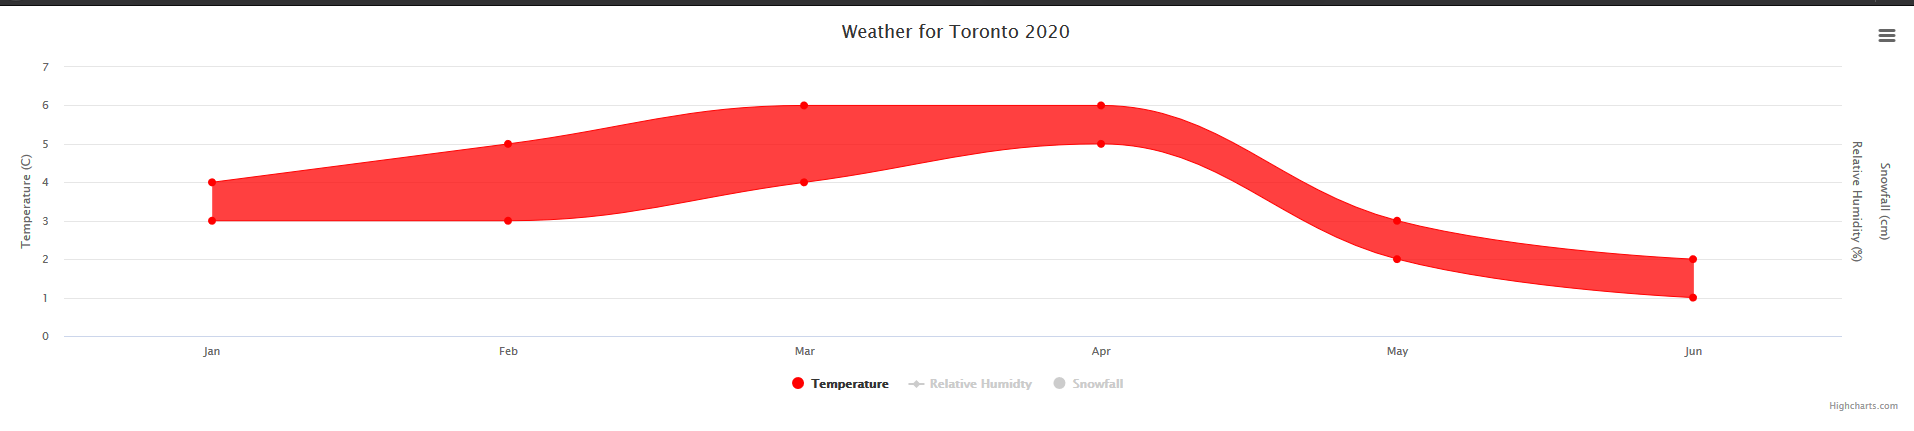 Weather for Toronto 2020
7
6
5
4
3
2
1
0
Temperature (C)
Relative Humidity (%)
Snowfall (cm)
Jan Feb Mar Apr May Jun
Temperature Relative Humidty Snowfall
Highcharts.com